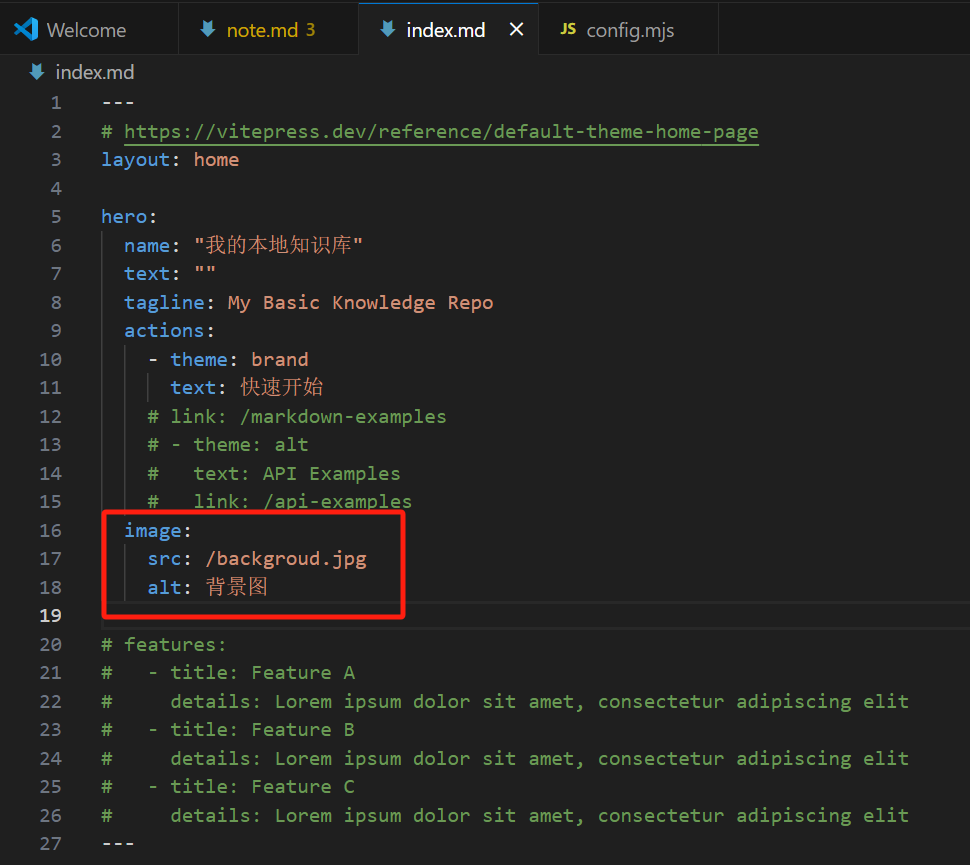 Welcome note.md 3 index.md JS config.mjs
index.md
1 ---
2 # https://vitepress.dev/reference/default-theme-home-page
3 layout: home
4
5 hero:
6 name: "我的本地知识库"
7 text: ""
8 tagline: My Basic Knowledge Repo
9 actions:
10 - theme: brand
11 text: 快速开始
12 # link: /markdown-examples
13 # - theme: alt
14 # text: API Examples
15 # link: /api-examples
16 image:
17 src: /backgroud.jpg
18 alt: 背景图
19
20 # features:
21 # - title: Feature A
22 # details: Lorem ipsum dolor sit amet, consectetur adipiscing elit
23 # - title: Feature B
24 # details: Lorem ipsum dolor sit amet, consectetur adipiscing elit
25 # - title: Feature C
26 # details: Lorem ipsum dolor sit amet, consectetur adipiscing elit
27 ---